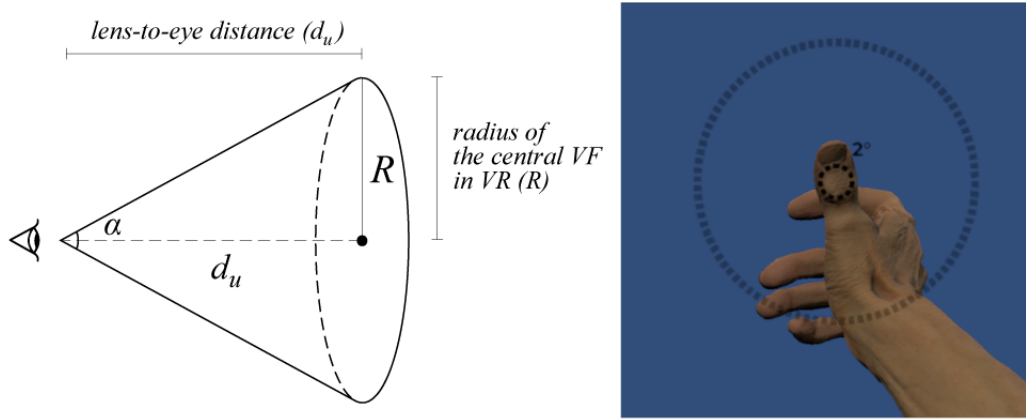 lens-to-eye distance (dᵤ)
radius of
the central VF
in VR (R)
R
α
dᵤ
2°